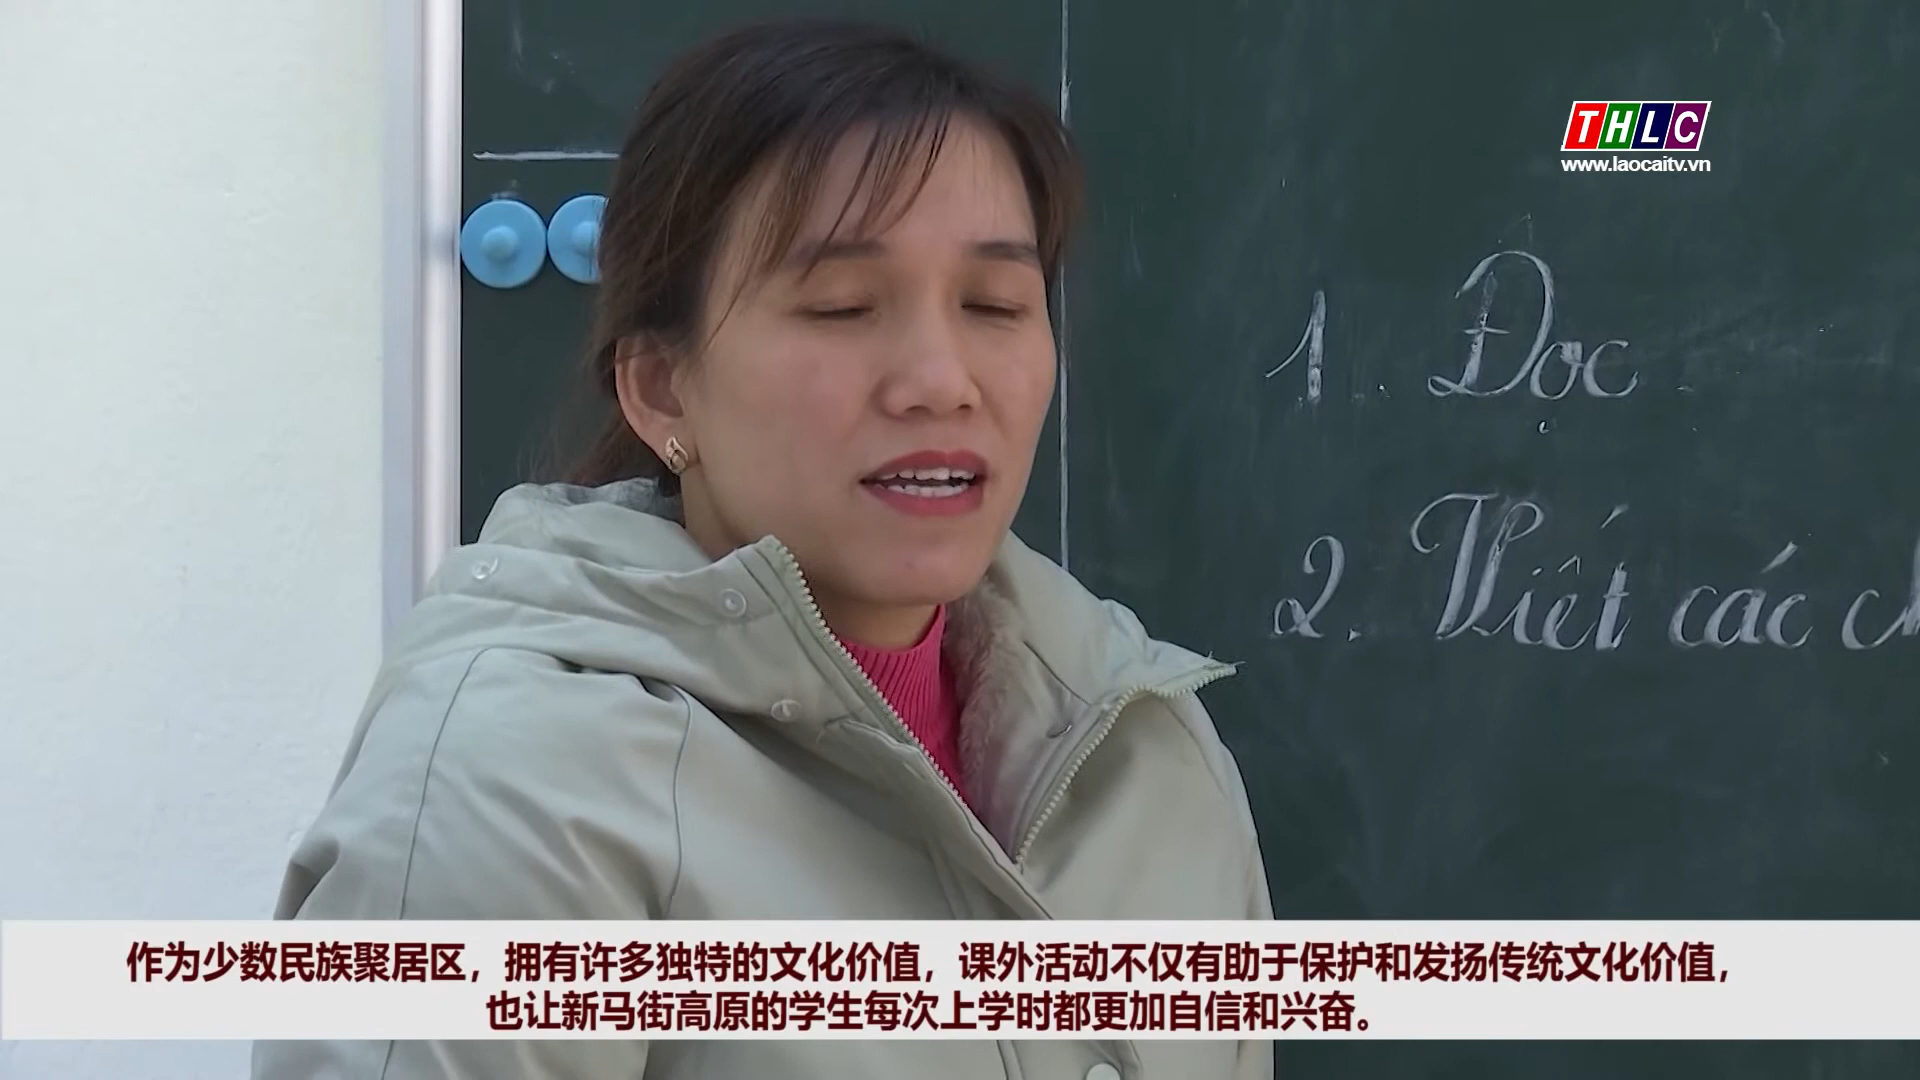 THLC
www.laocaitv.vn
1. Đọc
2. Viết các
作为少数民族聚居区，拥有许多独特的文化价值，课外活动不仅有助于保护和发扬传统文化价值，
也让新马街高原的学生每次上学时都更加自信和兴奋。